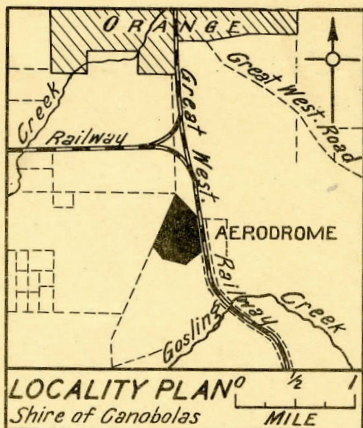 ORANGE
Creek
Great West. Road
Railway
Great West. Railway
AERODROME
Gosling Creek
LOCALITY PLAN
0 ½ 1
Shire of Canobolas
MILE